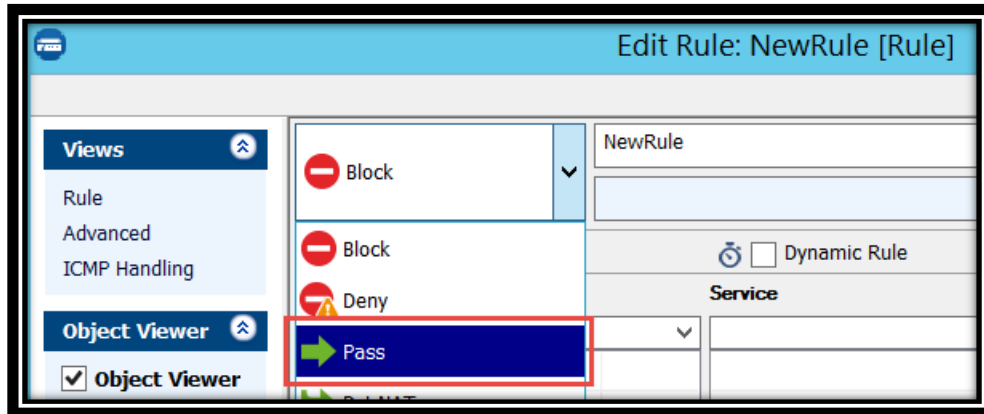 Edit Rule: NewRule [Rule]
Views
Rule
Advanced
ICMP Handling
Object Viewer
Object Viewer
Block
NewRule
Block
Deny
Pass
Dynamic Rule
Service